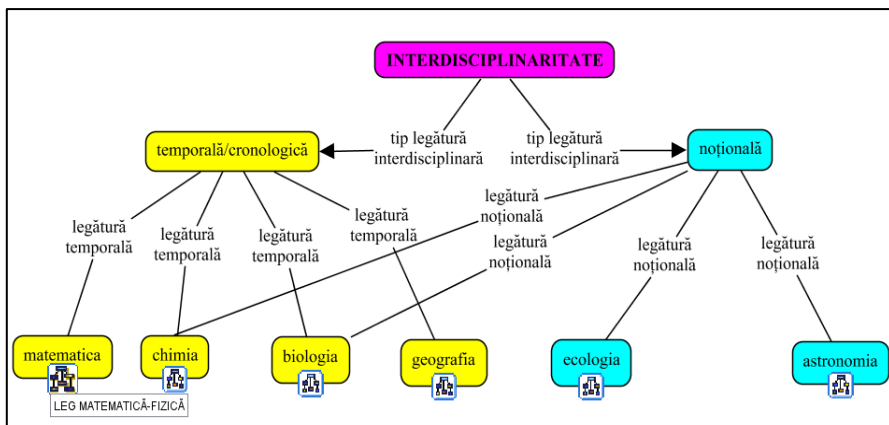 INTERDISCIPLINARITATE
tip legătură
interdisciplinară
tip legătură
interdisciplinară
temporală/cronologică
noțională
legătură
temporală
legătură
temporală
legătură
temporală
legătură
temporală
legătură
noțională
legătură
noțională
legătură
noțională
legătură
noțională
matematica
chimia
biologia
geografia
ecologia
astronomia
LEG MATEMATICĂ-FIZICĂ